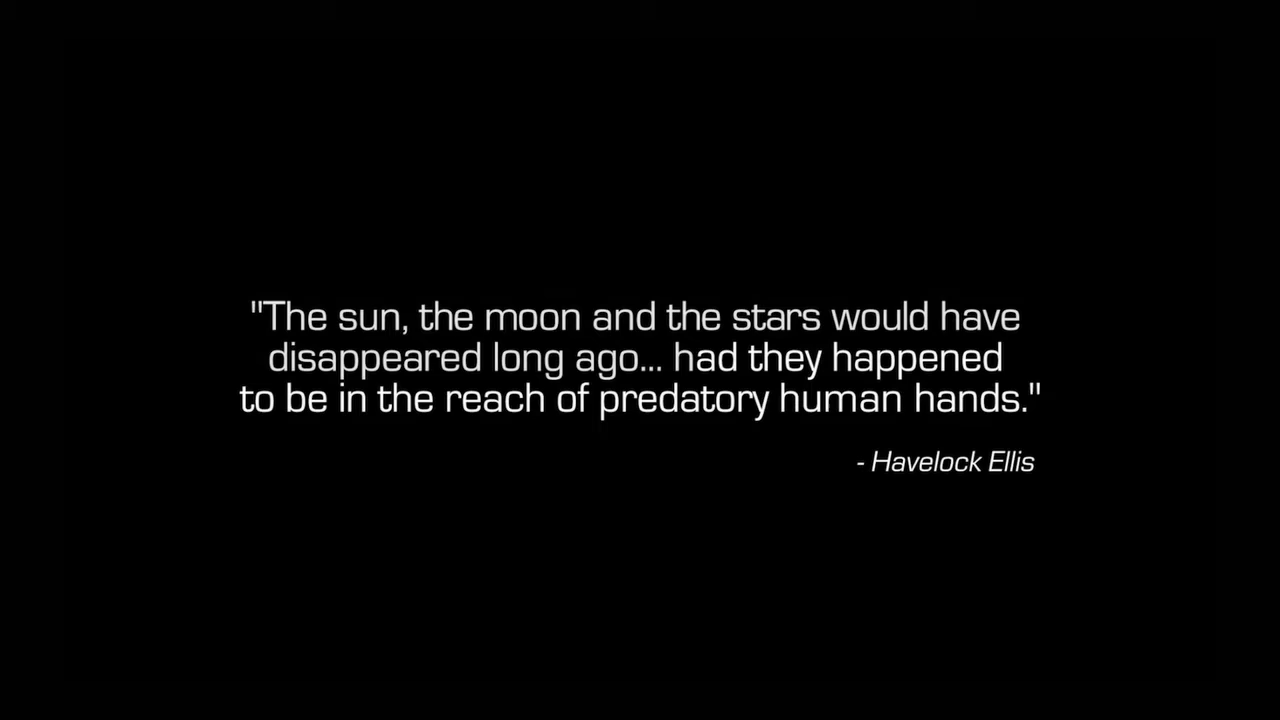 "The sun, the moon and the stars would have
disappeared long ago... had they happened
to be in the reach of predatory human hands."
- Havelock Ellis